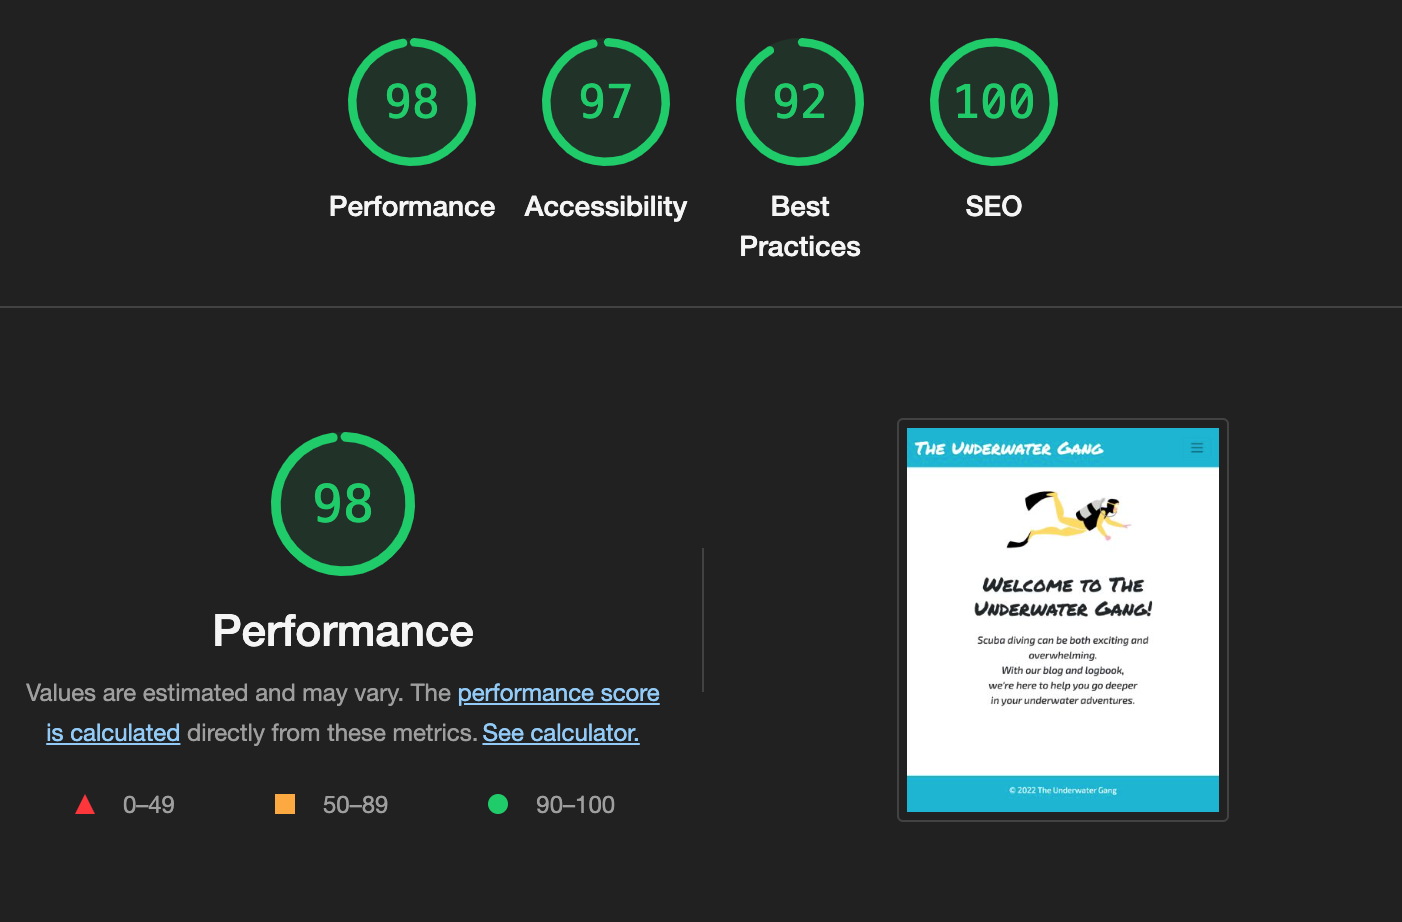 98
97
92
100
Performance
Accessibility
Best
Practices
SEO
98
Performance
Values are estimated and may vary. The performance score
is calculated directly from these metrics. See calculator.
0–49
50–89
90–100
The Underwater Gang
Welcome to The
Underwater Gang!
Scuba diving can be both exciting and
overwhelming.
With our blog and logbook,
we're here to help you go deeper
in your underwater adventures.
© 2022 The Underwater Gang